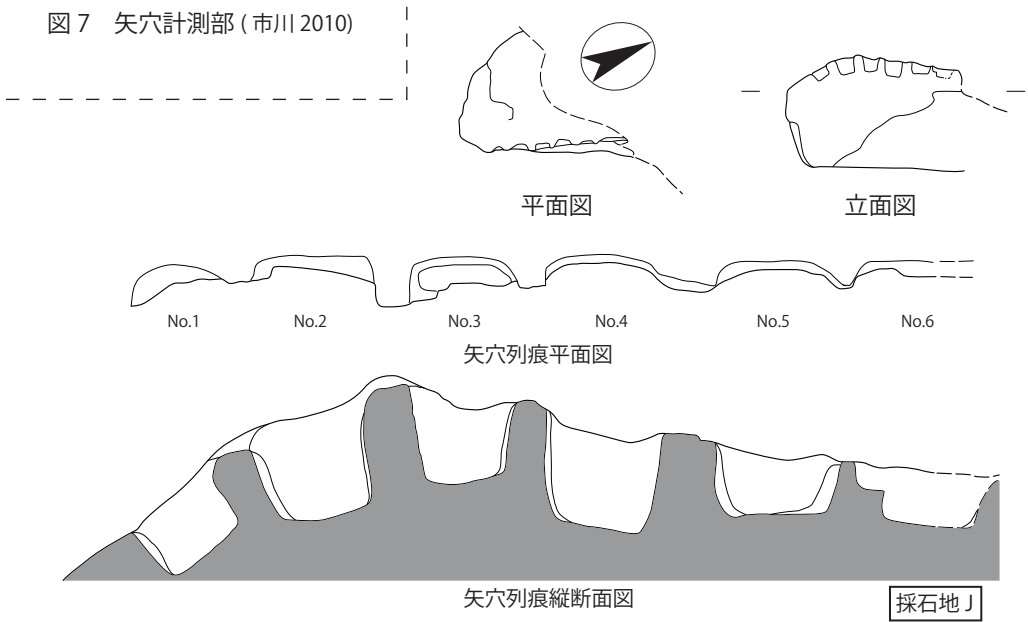 図 7　矢穴計測部 ( 市川 2010)
平面図
立面図
No.1 No.2 No.3 No.4 No.5 No.6
矢穴列痕平面図
矢穴列痕縦断面図
採石地 J